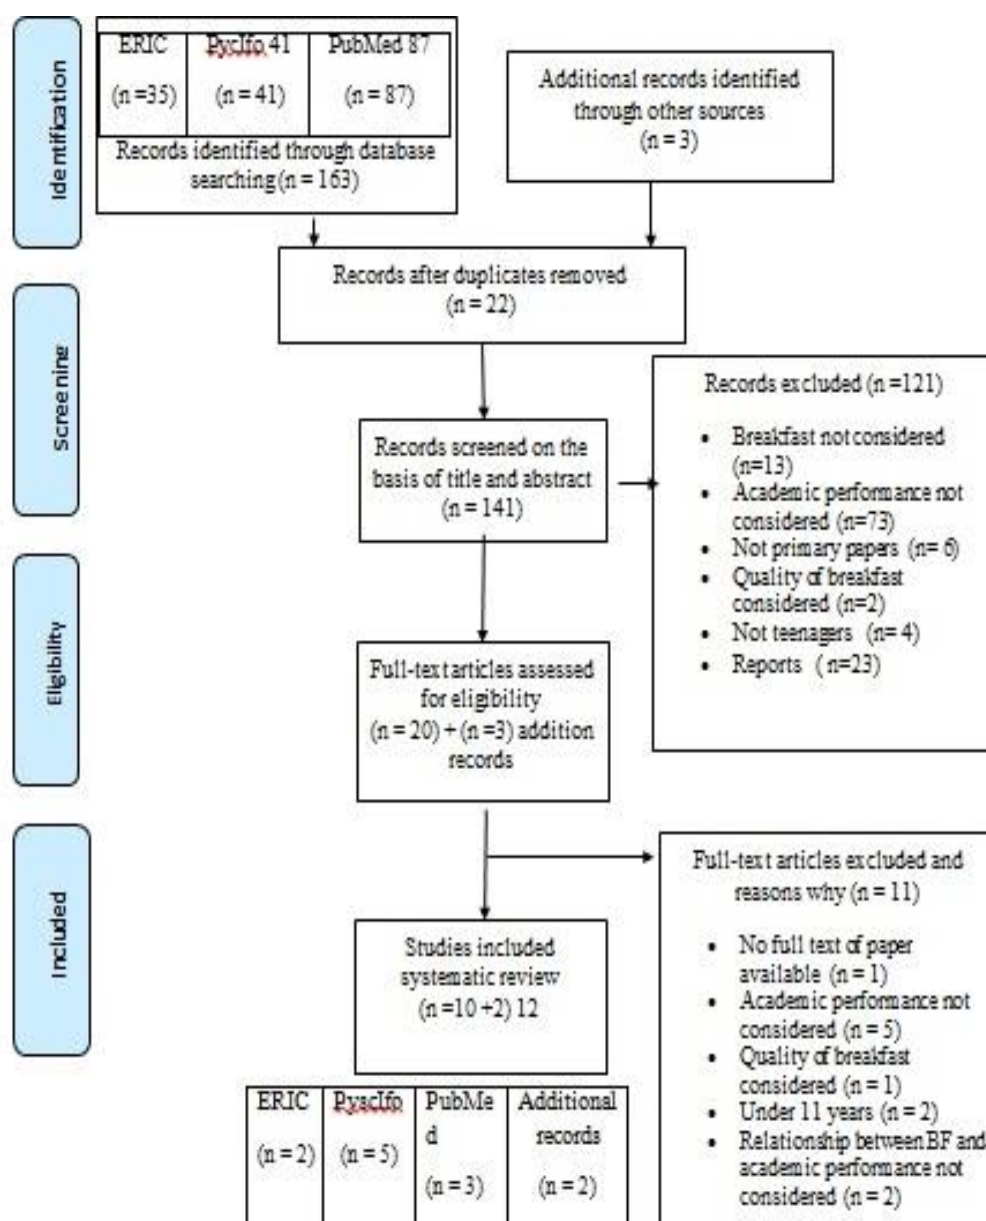 Identification
ERIC
(n =35)
PycIfo 41
(n = 41)
PubMed 87
(n = 87)
Records identified through database
searching (n = 163)
Additional records identified
through other sources
(n = 3)
Records after duplicates removed
(n = 22)
Screening
Records screened on the
basis of title and abstract
(n = 141)
Records excluded (n =121)
• Breakfast not considered
(n=13)
• Academic performance not
considered (n=73)
• Not primary papers (n= 6)
• Quality of breakfast
considered (n=2)
• Not teenagers (n= 4)
• Reports ( n=23)
Eligibility
Full-text articles assessed
for eligibility
(n = 20) + (n =3) addition
records
Included
Full-text articles excluded and
reasons why (n = 11)
• No full text of paper
available (n = 1)
• Academic performance not
considered (n = 5)
• Quality of breakfast
considered (n = 1)
• Under 11 years (n = 2)
• Relationship between BF and
academic performance not
considered (n = 2)
Studies included
systematic review
(n =10 +2) 12
ERIC
(n = 2)
PyscIfo
(n = 5)
PubMe
d
(n = 3)
Additional
records
(n = 2)